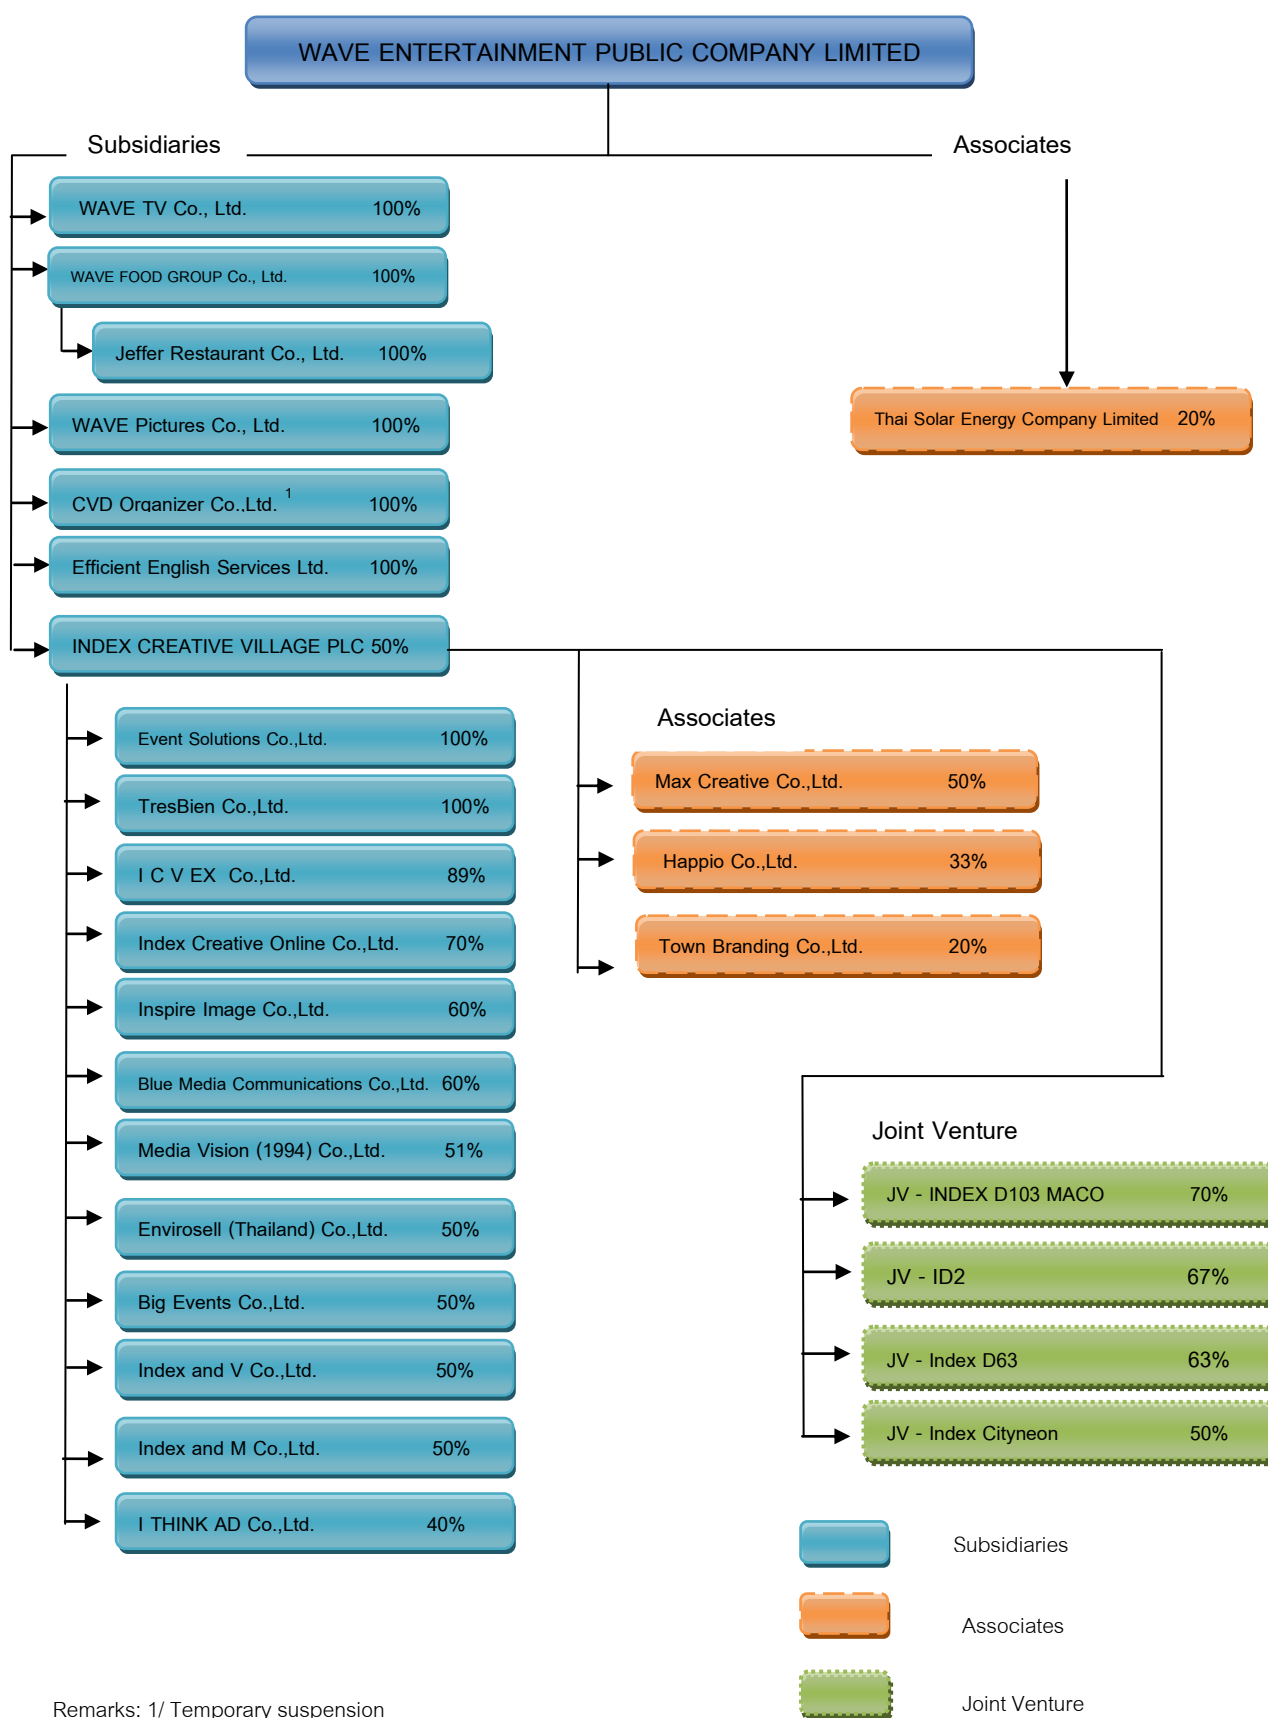 WAVE ENTERTAINMENT PUBLIC COMPANY LIMITED
Subsidiaries
Associates
WAVE TV Co., Ltd. 100%
WAVE FOOD GROUP Co., Ltd. 100%
Jeffer Restaurant Co., Ltd. 100%
Thai Solar Energy Company Limited 20%
WAVE Pictures Co., Ltd. 100%
CVD Organizer Co.,Ltd. 1 100%
Efficient English Services Ltd. 100%
INDEX CREATIVE VILLAGE PLC 50%
Event Solutions Co.,Ltd. 100%
TresBien Co.,Ltd. 100%
I C V EX Co.,Ltd. 89%
Index Creative Online Co.,Ltd. 70%
Inspire Image Co.,Ltd. 60%
Blue Media Communications Co.,Ltd. 60%
Media Vision (1994) Co.,Ltd. 51%
Envirosell (Thailand) Co.,Ltd. 50%
Big Events Co.,Ltd. 50%
Index and V Co.,Ltd. 50%
Index and M Co.,Ltd. 50%
I THINK AD Co.,Ltd. 40%
Associates
Max Creative Co.,Ltd. 50%
Happio Co.,Ltd. 33%
Town Branding Co.,Ltd. 20%
Joint Venture
JV - INDEX D103 MACO 70%
JV - ID2 67%
JV - Index D63 63%
JV - Index Cityneon 50%
Subsidiaries
Associates
Joint Venture
Remarks: 1/ Temporary suspension